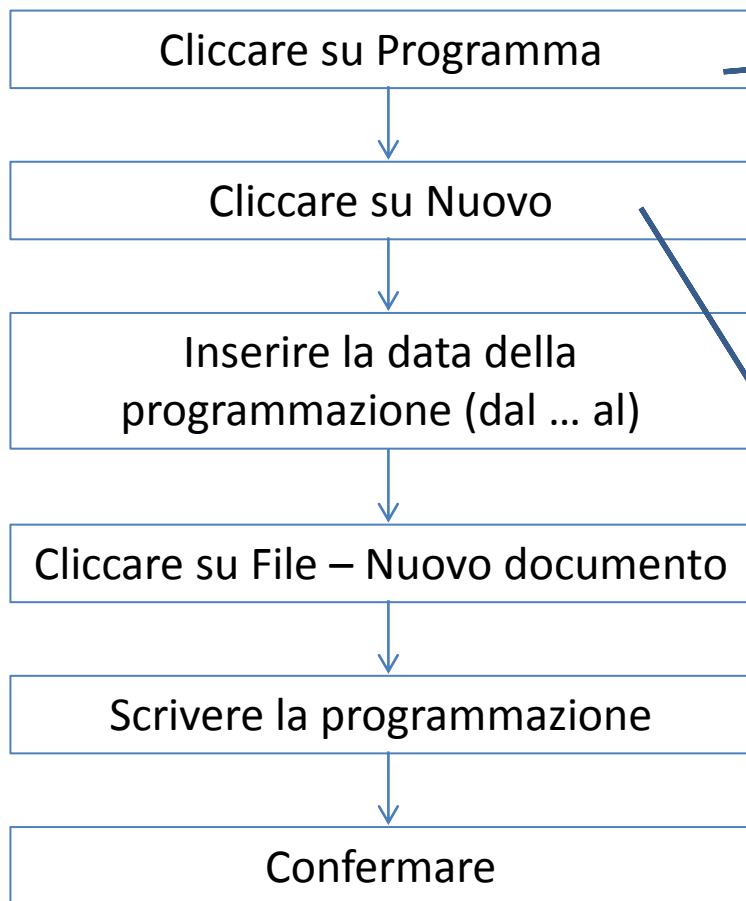 Cliccare su Programma
Cliccare su Nuovo
Inserire la data della
programmazione (dal ... al)
Cliccare su File – Nuovo documento
Scrivere la programmazione
Confermare